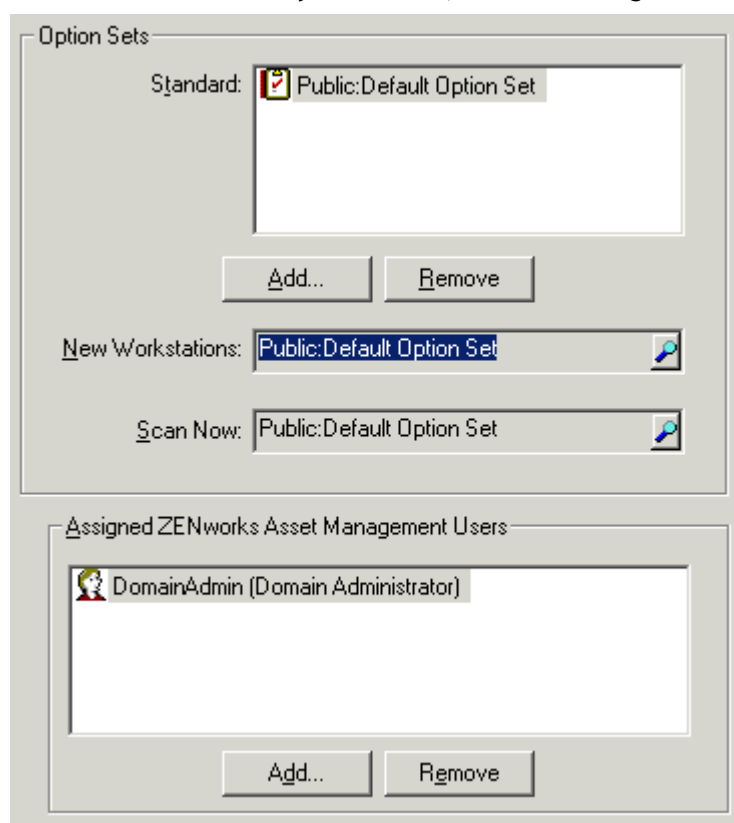 Option Sets
Standard: Public:Default Option Set
Add... Remove
New Workstations: Public:Default Option Set
Scan Now: Public:Default Option Set
Assigned ZENworks Asset Management Users
DomainAdmin (Domain Administrator)
Add... Remove